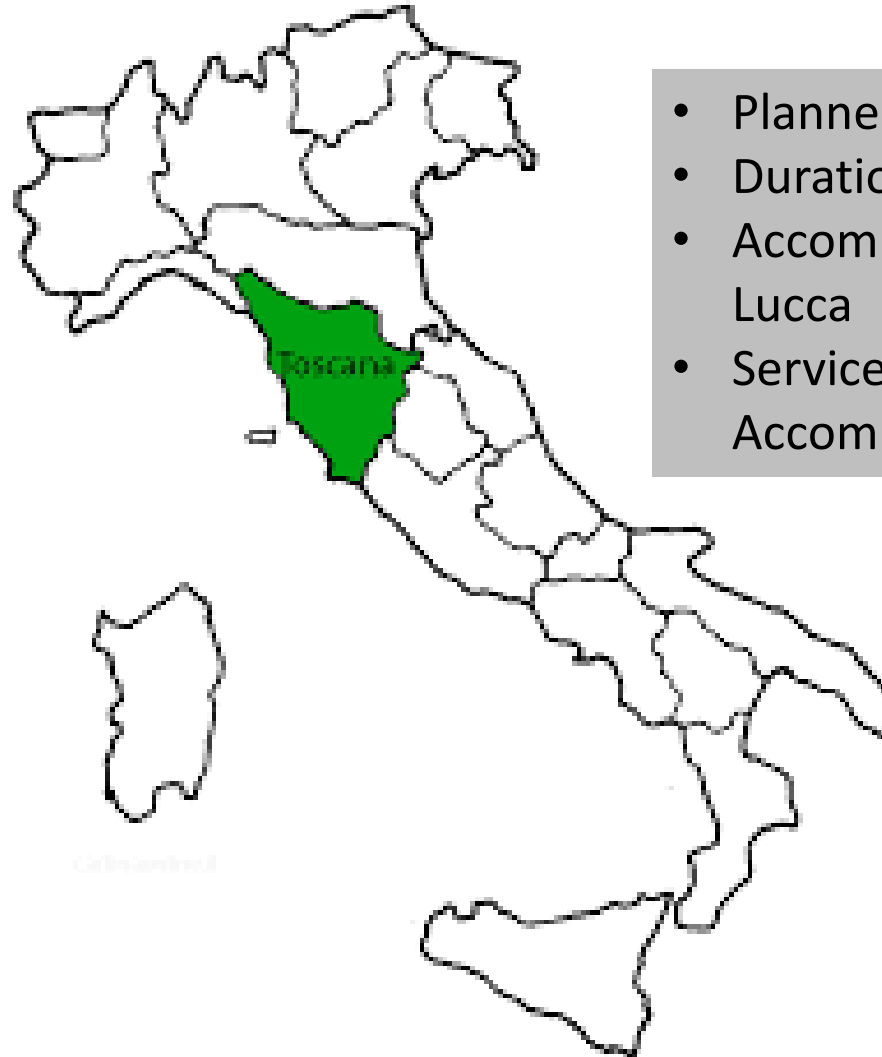 • Planne
• Duratio
• Accom
Lucca
• Service
Accom
Toscana